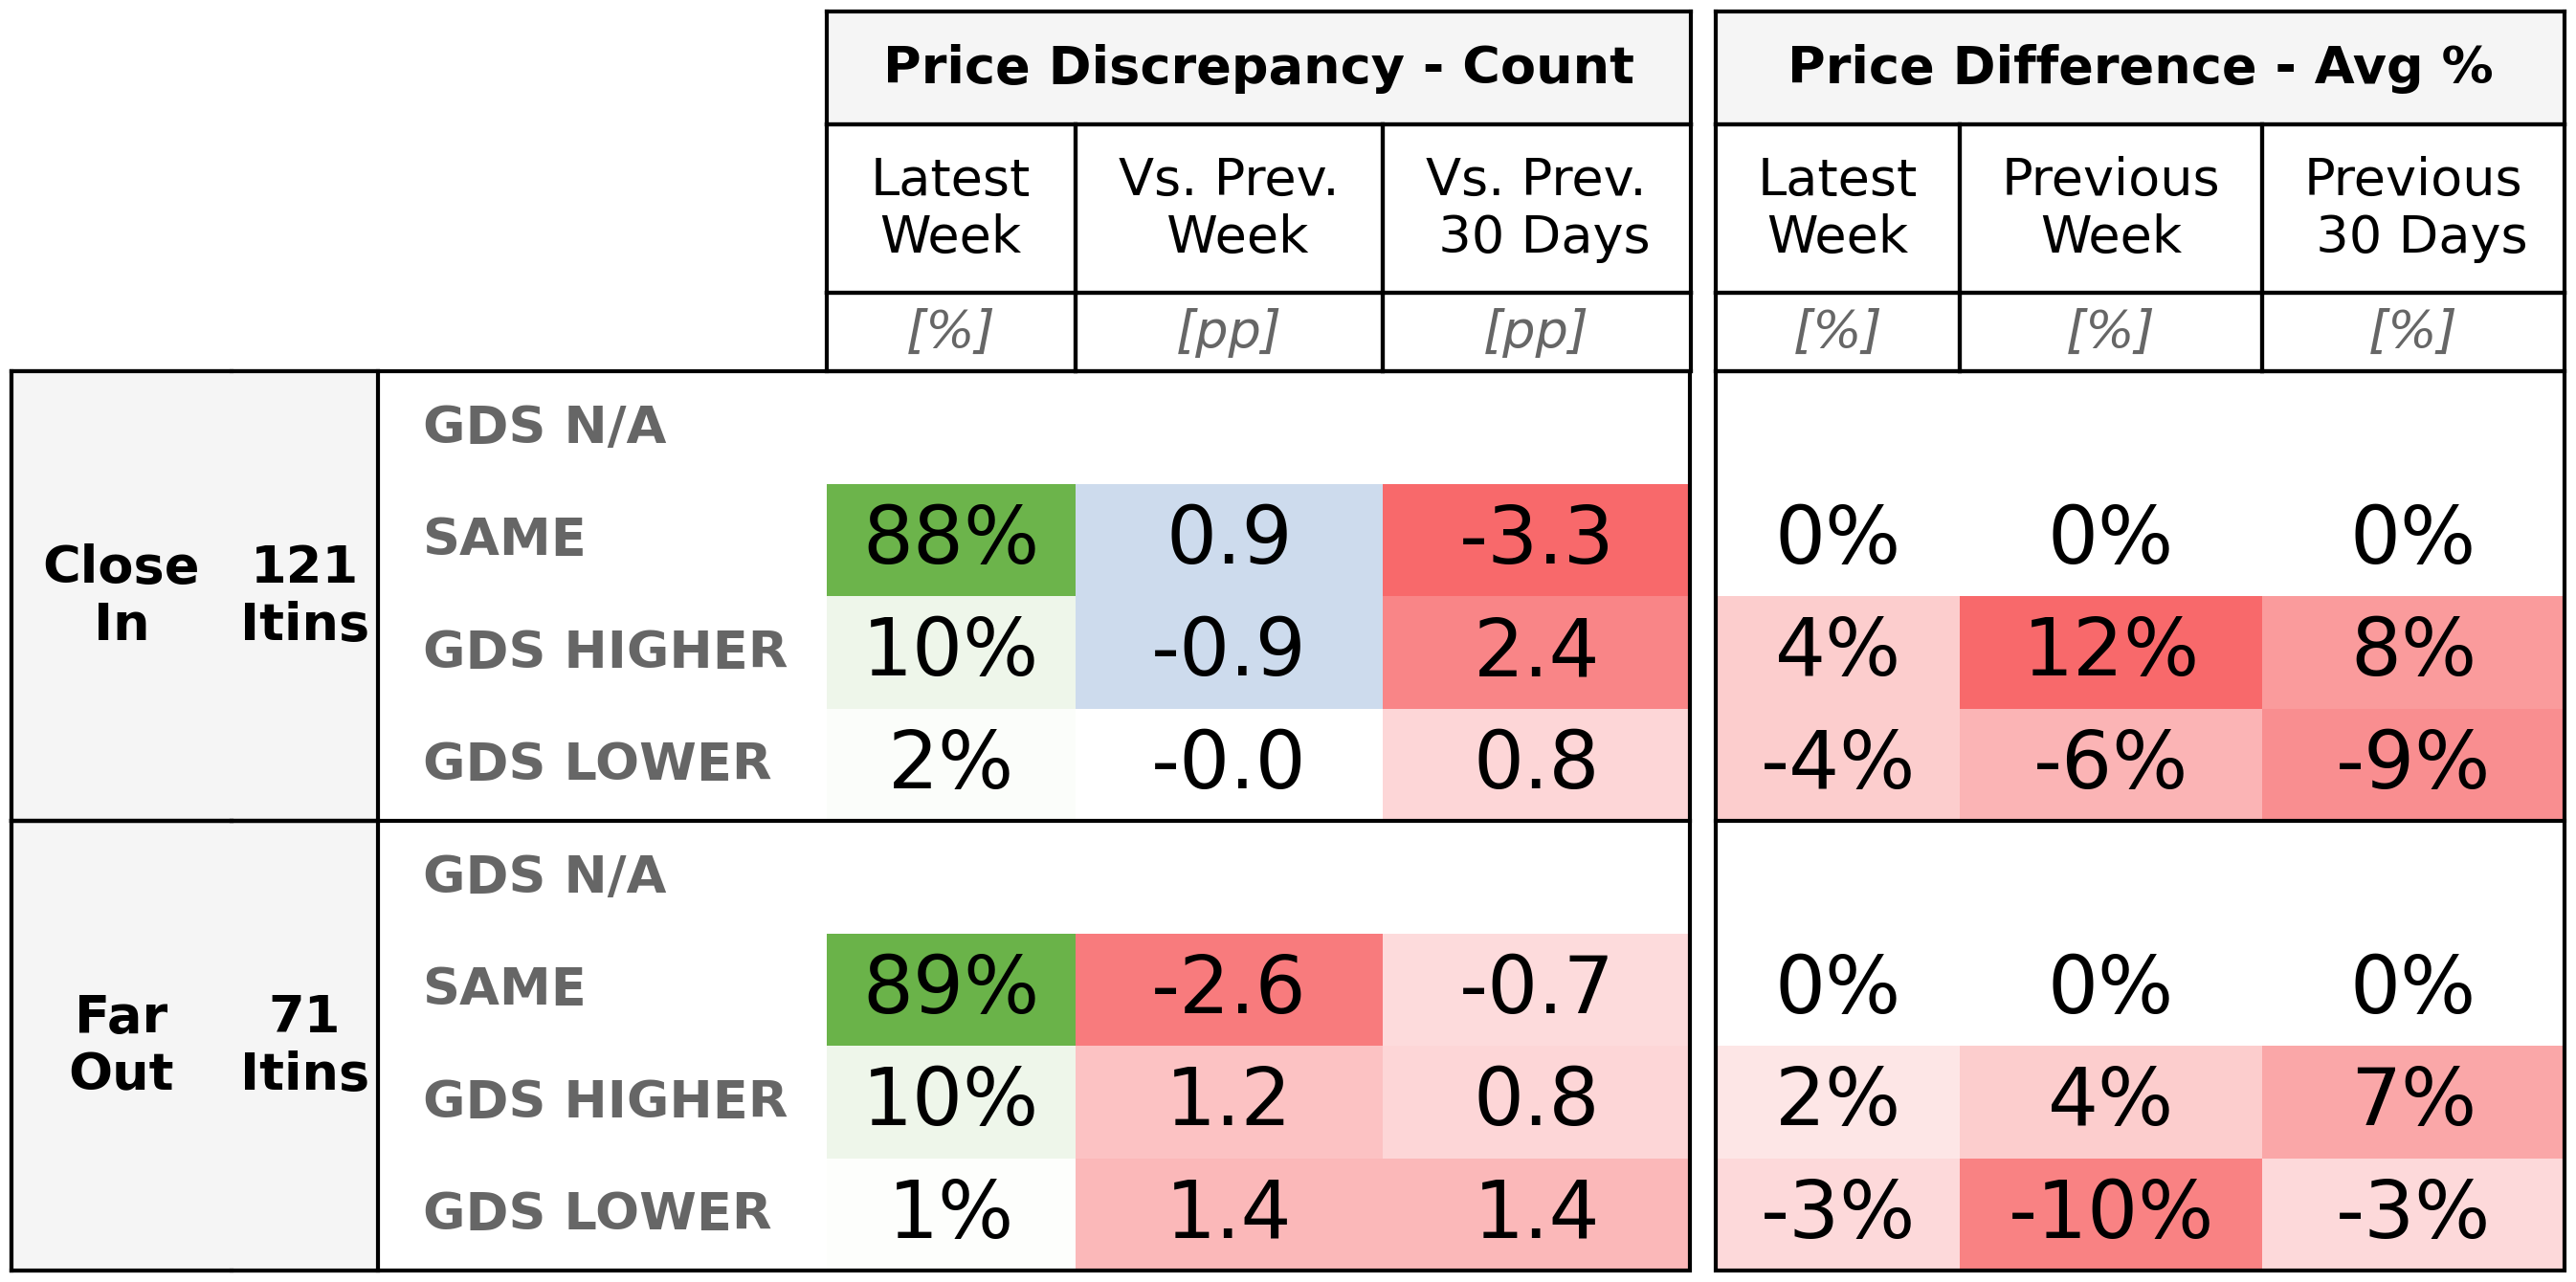 Price Discrepancy - Count Price Difference - Avg %
Latest Week Vs. Prev. Week Vs. Prev. 30 Days Latest Week Previous Week Previous 30 Days
[%] [pp] [pp] [%] [%] [%]
Close In 121 Itins
GDS N/A
SAME 88% 0.9 -3.3 0% 0% 0%
GDS HIGHER 10% -0.9 2.4 4% 12% 8%
GDS LOWER 2% -0.0 0.8 -4% -6% -9%
Far Out 71 Itins
GDS N/A
SAME 89% -2.6 -0.7 0% 0% 0%
GDS HIGHER 10% 1.2 0.8 2% 4% 7%
GDS LOWER 1% 1.4 1.4 -3% -10% -3%